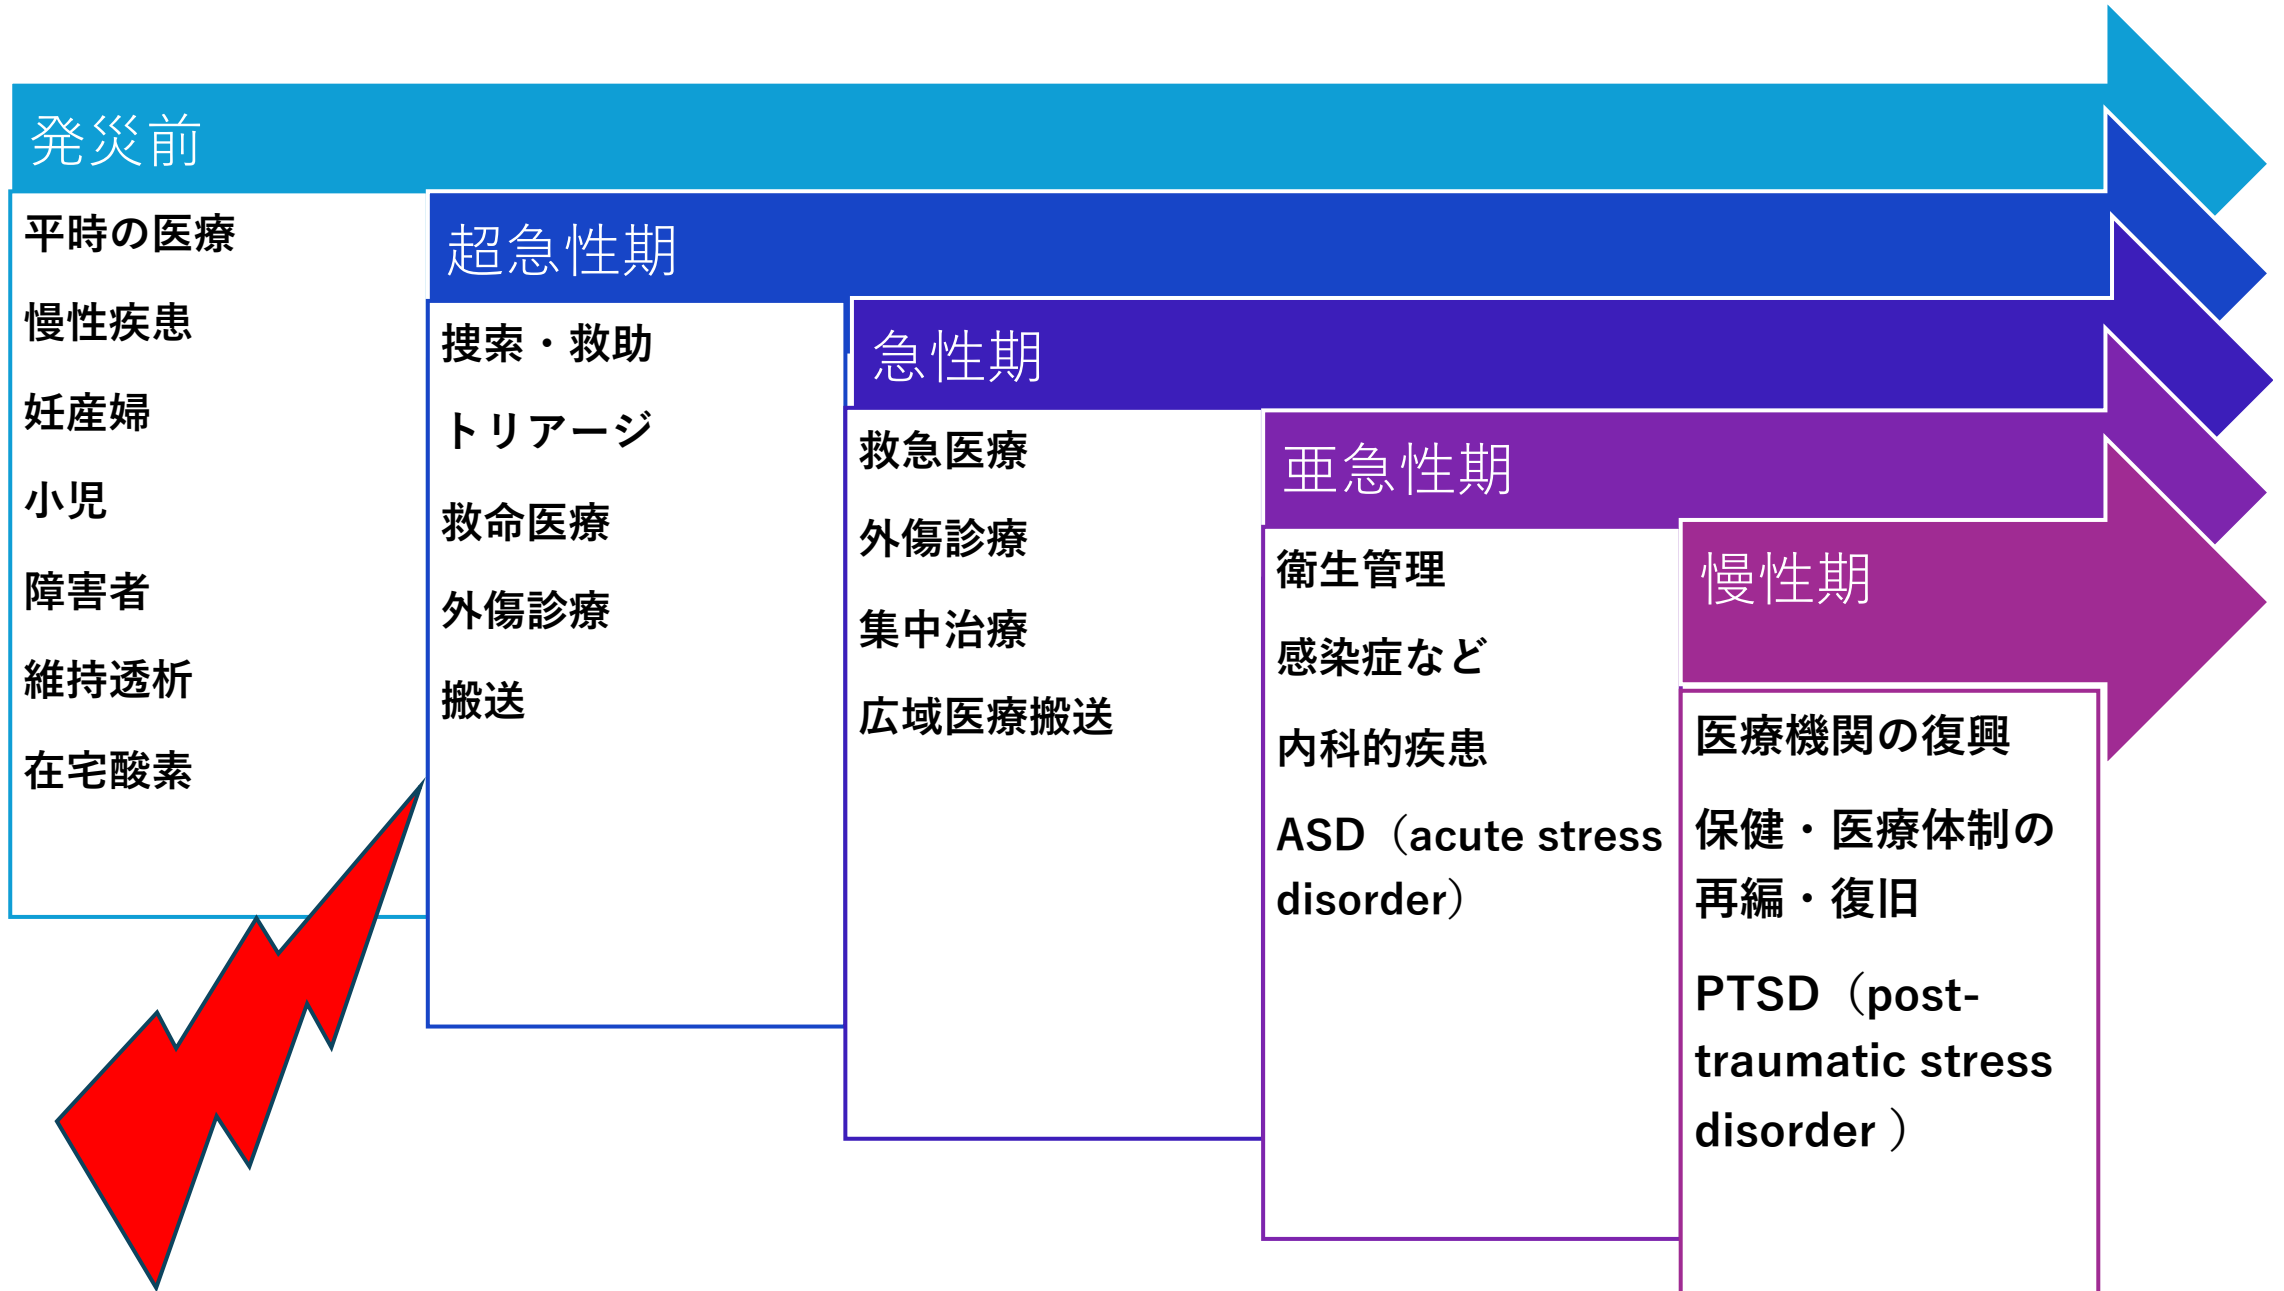 発災前
平時の医療
慢性疾患
妊産婦
小児
障害者
維持透析
在宅酸素
超急性期
捜索・救助
トリアージ
救命医療
外傷診療
搬送
急性期
救急医療
外傷診療
集中治療
広域医療搬送
亜急性期
衛生管理
感染症など
内科的疾患
ASD（acute stress
disorder）
慢性期
医療機関の復興
保健・医療体制の
再編・復旧
PTSD（post-
traumatic stress
disorder ）